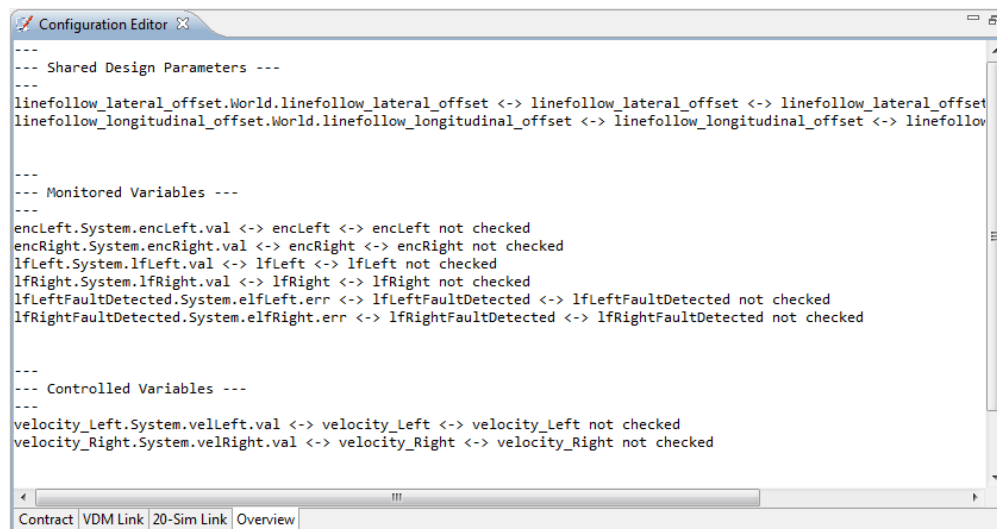 Configuration Editor
---
--- Shared Design Parameters ---
---
linefollow_lateral_offset.World.linefollow_lateral_offset <-> linefollow_lateral_offset <-> linefollow_lateral_offset
linefollow_longitudinal_offset.World.linefollow_longitudinal_offset <-> linefollow_longitudinal_offset <-> linefollow
---
--- Monitored Variables ---
---
encLeft.System.encLeft.val <-> encLeft <-> encLeft not checked
encRight.System.encRight.val <-> encRight <-> encRight not checked
lfLeft.System.lfLeft.val <-> lfLeft <-> lfLeft not checked
lfRight.System.lfRight.val <-> lfRight <-> lfRight not checked
lfLeftFaultDetected.System.elfLeft.err <-> lfLeftFaultDetected <-> lfLeftFaultDetected not checked
lfRightFaultDetected.System.elfRight.err <-> lfRightFaultDetected <-> lfRightFaultDetected not checked
---
--- Controlled Variables ---
---
velocity_Left.System.velLeft.val <-> velocity_Left <-> velocity_Left not checked
velocity_Right.System.velRight.val <-> velocity_Right <-> velocity_Right not checked
Contract VDM Link 20-Sim Link Overview